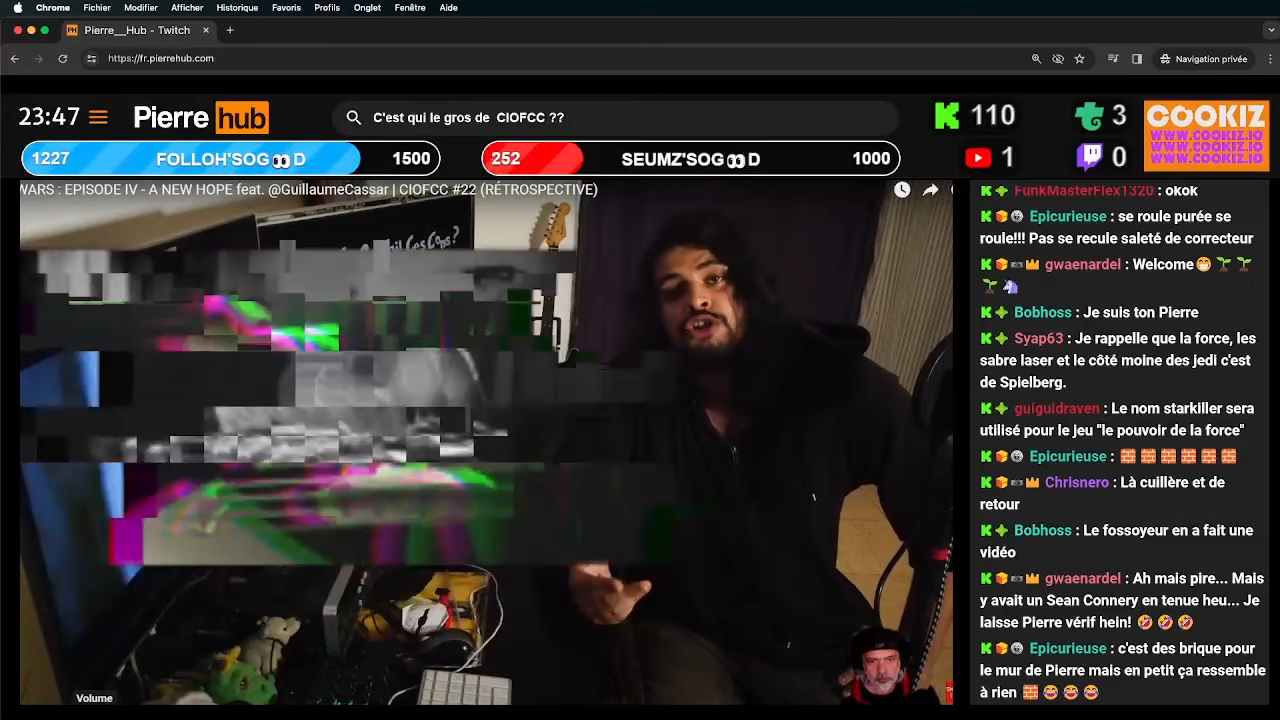 Chrome Fichier Modifier Afficher Historique Favoris Profils Onglet Fenêtre Aide
PH Pierre__Hub - Twitch
https://fr.pierrehub.com
Navigation privée
23:47 Pierre hub
C'est qui le gros de CIOFCC ??
110
3
1
0
COOKIZ
WWW.COOKIZ.IO
WWW.COOKIZ.IO
WWW.COOKIZ.IO
1227 FOLLOH'SOG👀D 1500
252 SEUMZ'SOG👀D 1000
WARS : EPISODE IV - A NEW HOPE feat. @GuillaumeCassar | CIOFCC #22 (RÉTROSPECTIVE)
Volume
FunkMasterFlex1320 : okok
Epicurieuse : se roule purée se
roule!!! Pas se recule saleté de correcteur
gwaenardel : Welcome😁🌱🌱
🌱🦄
Bobhoss : Je suis ton Pierre
Syap63 : Je rappelle que la force, les
sabre laser et le côté moine des jedi c'est
de Spielberg.
guiguidraven : Le nom starkiller sera
utilisé pour le jeu "le pouvoir de la force"
Epicurieuse : 🧱🧱🧱🧱🧱🧱
Chrisnero : Là cuillère et de
retour
Bobhoss : Le fossoyeur en a fait une
vidéo
gwaenardel : Ah mais pire... Mais
y avait un Sean Connery en tenue heu... Je
laisse Pierre vérif hein! 🤣🤣🤣
Epicurieuse : c'est des brique pour
le mur de Pierre mais en petit ça ressemble
à rien 🧱😂😂😂